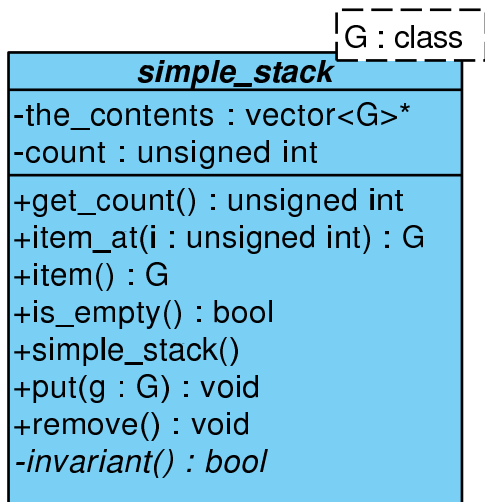 G : class
simple_stack
-the_contents : vector<G>*
-count : unsigned int
+get_count() : unsigned int
+item_at(i : unsigned int) : G
+item() : G
+is_empty() : bool
+simple_stack()
+put(g : G) : void
+remove() : void
-invariant() : bool